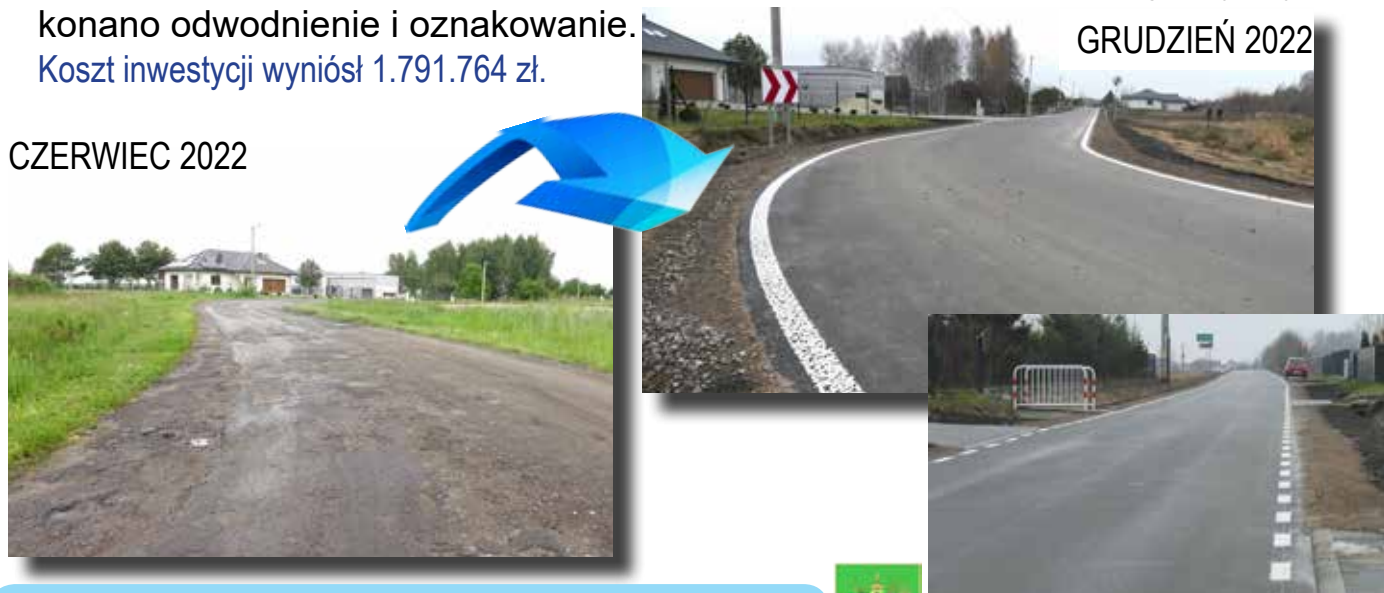 konano odwodnienie i oznakowanie.
Koszt inwestycji wyniósł 1.791.764 zł.
GRUDZIEŃ 2022
CZERWIEC 2022